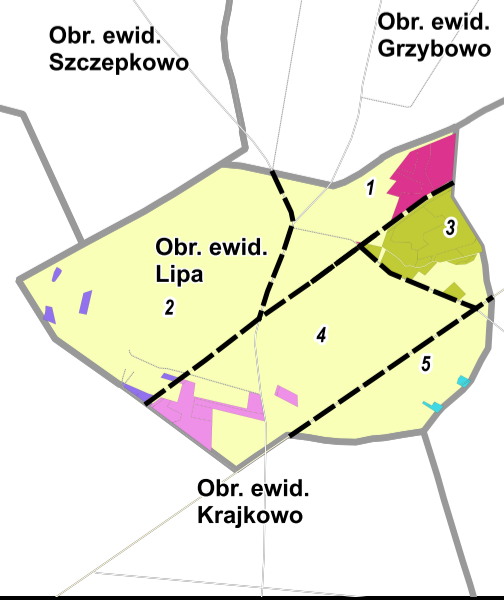 Obr. ewid.
Szczepkowo
Obr. ewid.
Grzybowo
1
3
Obr. ewid.
Lipa
2
4
5
Obr. ewid.
Krajkowo